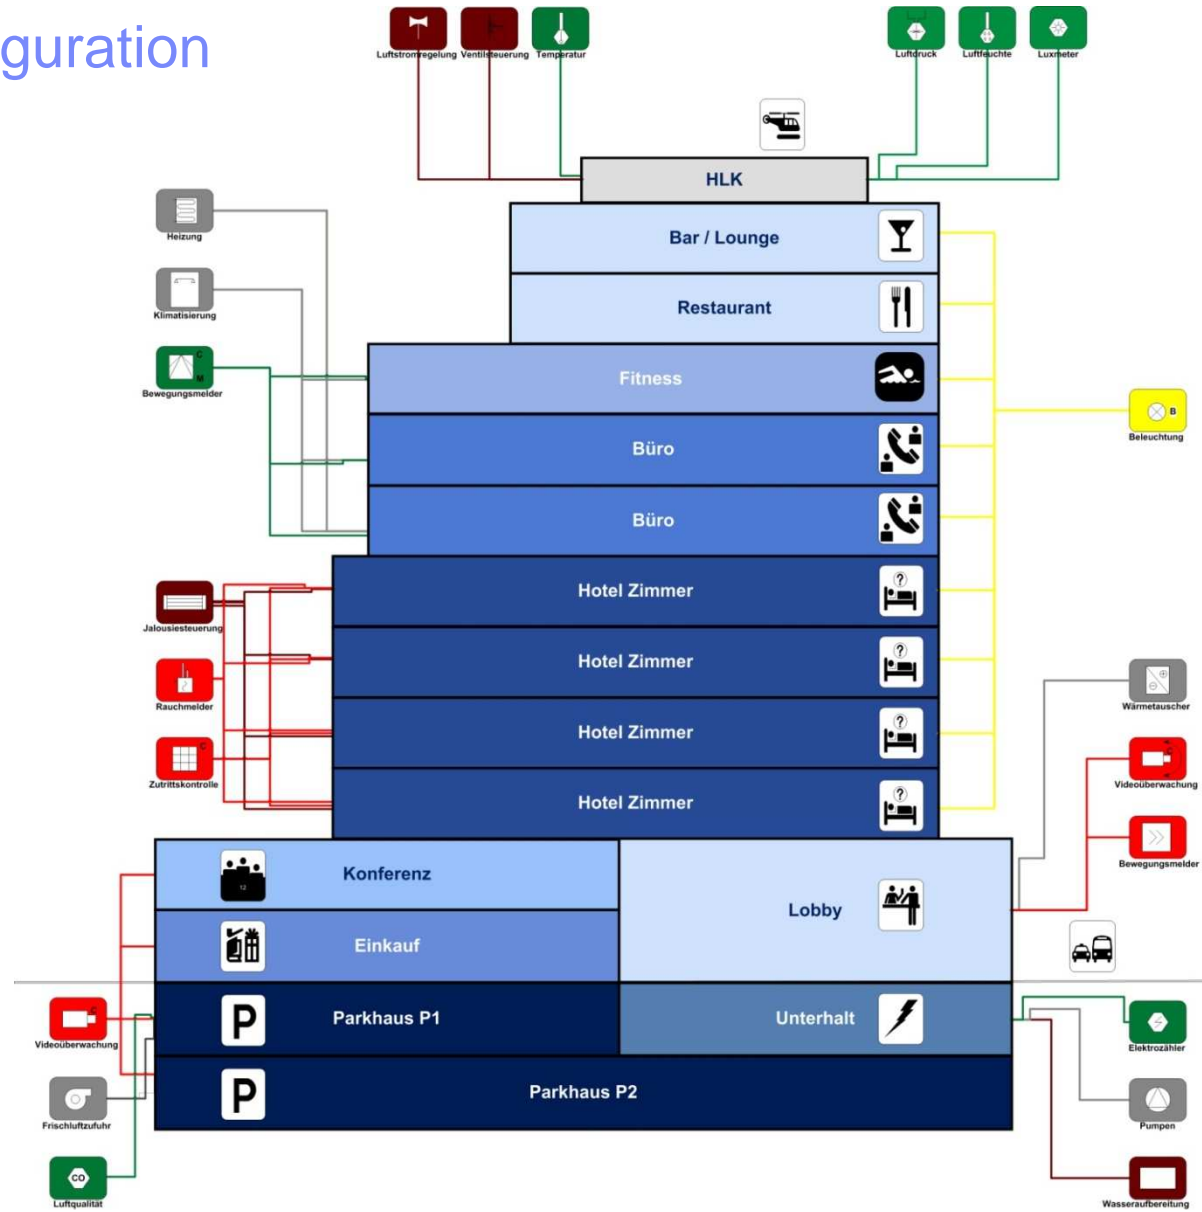 guration
Luftstromregelung
Ventilsteuerung
Temperatur
Luftdruck
Luftfeuchte
Luxmeter
HLK
Heizung
Bar / Lounge
Klimatisierung
Restaurant
C
M
Bewegungsmelder
Fitness
B
Beleuchtung
Büro
Büro
Hotel Zimmer
?
Jalousiesteuerung
Hotel Zimmer
?
Rauchmelder
Wärmetauscher
Hotel Zimmer
?
C
Zutrittskontrolle
C
Videoüberwachung
Hotel Zimmer
?
Bewegungsmelder
Konferenz
12
Lobby
Einkauf
C
Videoüberwachung
P
Parkhaus P1
Unterhalt
Elektrozähler
Frischluftzufuhr
P
Parkhaus P2
Pumpen
CO
Luftqualität
Wasseraufbereitung